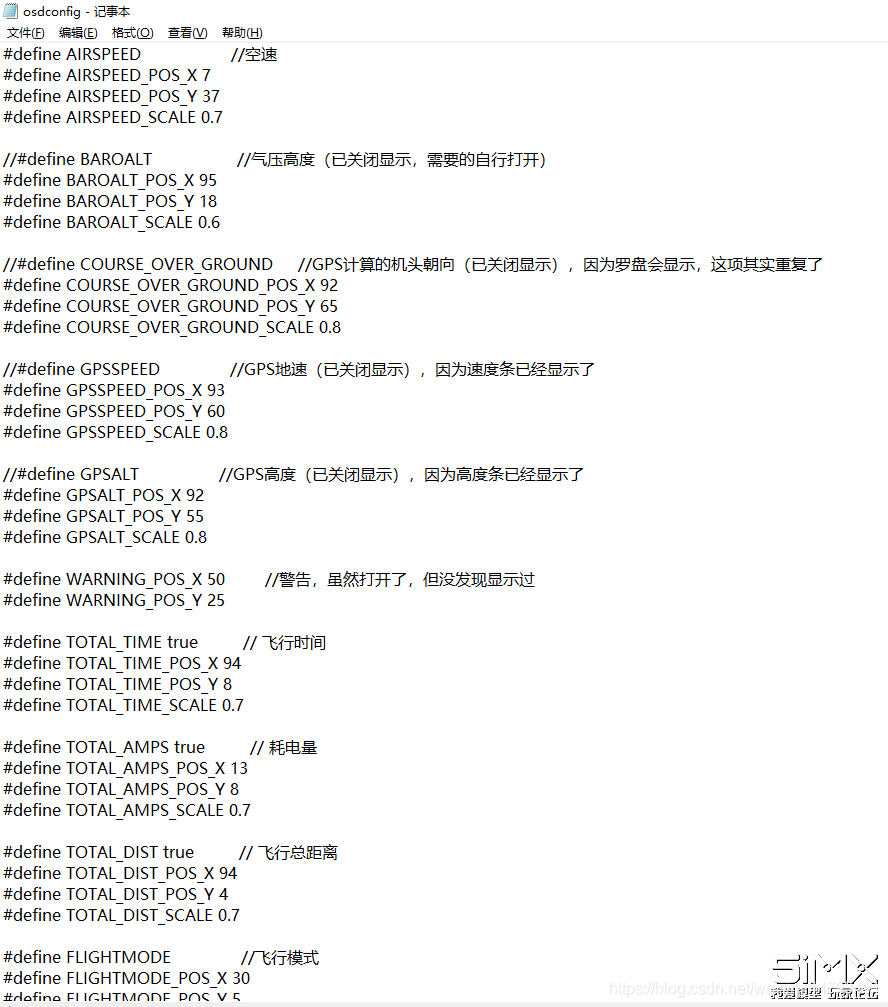 osdconfig - 记事本
文件(F) 编辑(E) 格式(O) 查看(V) 帮助(H)
#define AIRSPEED //空速
#define AIRSPEED_POS_X 7
#define AIRSPEED_POS_Y 37
#define AIRSPEED_SCALE 0.7
//#define BAROALT //气压高度（已关闭显示，需要的自行打开）
#define BAROALT_POS_X 95
#define BAROALT_POS_Y 18
#define BAROALT_SCALE 0.6
//#define COURSE_OVER_GROUND //GPS计算的机头朝向（已关闭显示），因为罗盘会显示，这项其实重复了
#define COURSE_OVER_GROUND_POS_X 92
#define COURSE_OVER_GROUND_POS_Y 65
#define COURSE_OVER_GROUND_SCALE 0.8
//#define GPSSPEED //GPS地速（已关闭显示），因为速度条已经显示了
#define GPSSPEED_POS_X 93
#define GPSSPEED_POS_Y 60
#define GPSSPEED_SCALE 0.8
//#define GPSALT //GPS高度（已关闭显示），因为高度条已经显示了
#define GPSALT_POS_X 92
#define GPSALT_POS_Y 55
#define GPSALT_SCALE 0.8
#define WARNING_POS_X 50 //警告，虽然打开了，但没发现显示过
#define WARNING_POS_Y 25
#define TOTAL_TIME true // 飞行时间
#define TOTAL_TIME_POS_X 94
#define TOTAL_TIME_POS_Y 8
#define TOTAL_TIME_SCALE 0.7
#define TOTAL_AMPS true // 耗电量
#define TOTAL_AMPS_POS_X 13
#define TOTAL_AMPS_POS_Y 8
#define TOTAL_AMPS_SCALE 0.7
#define TOTAL_DIST true // 飞行总距离
#define TOTAL_DIST_POS_X 94
#define TOTAL_DIST_POS_Y 4
#define TOTAL_DIST_SCALE 0.7
#define FLIGHTMODE //飞行模式
#define FLIGHTMODE_POS_X 30
#define FLIGHTMODE_POS_Y 5
5iMX
我爱模型 玩家论坛